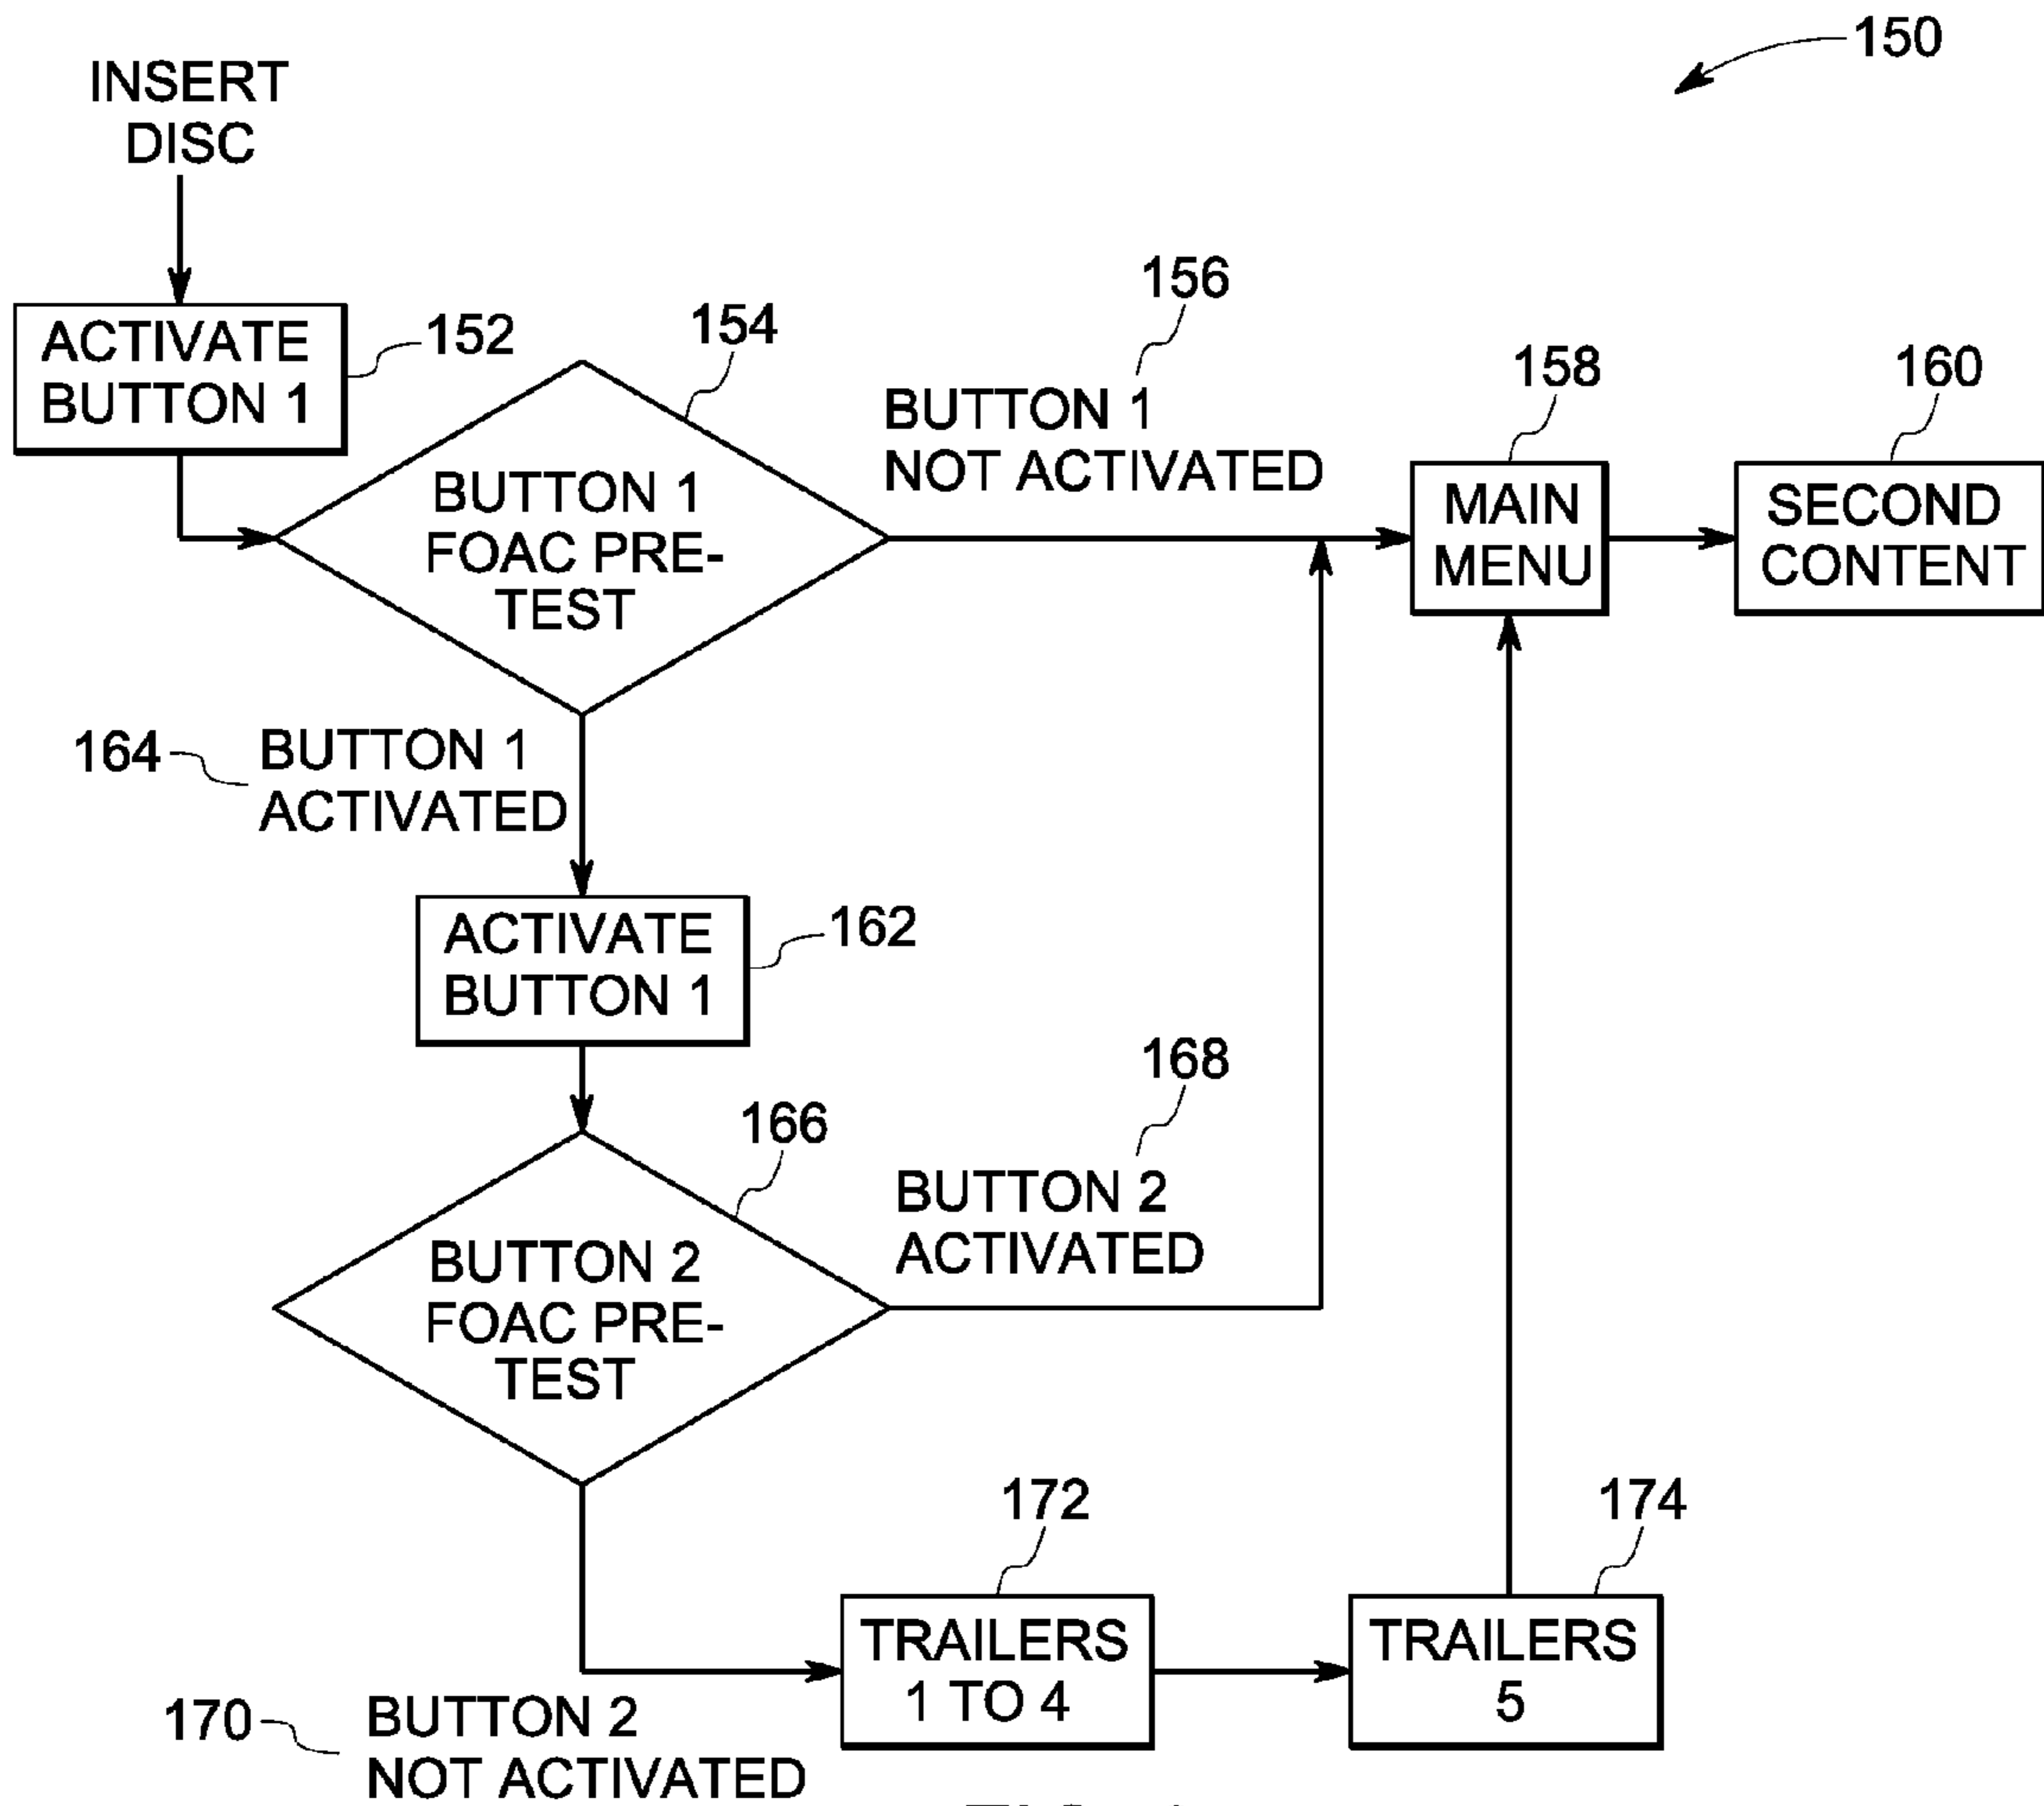 150
INSERT
DISC
ACTIVATE
BUTTON 1
152
154
BUTTON 1
FOAC PRE-
TEST
156
BUTTON 1
NOT ACTIVATED
158
MAIN
MENU
160
SECOND
CONTENT
164
BUTTON 1
ACTIVATED
ACTIVATE
BUTTON 1
162
166
BUTTON 2
FOAC PRE-
TEST
168
BUTTON 2
ACTIVATED
170
BUTTON 2
NOT ACTIVATED
172
TRAILERS
1 TO 4
174
TRAILERS
5